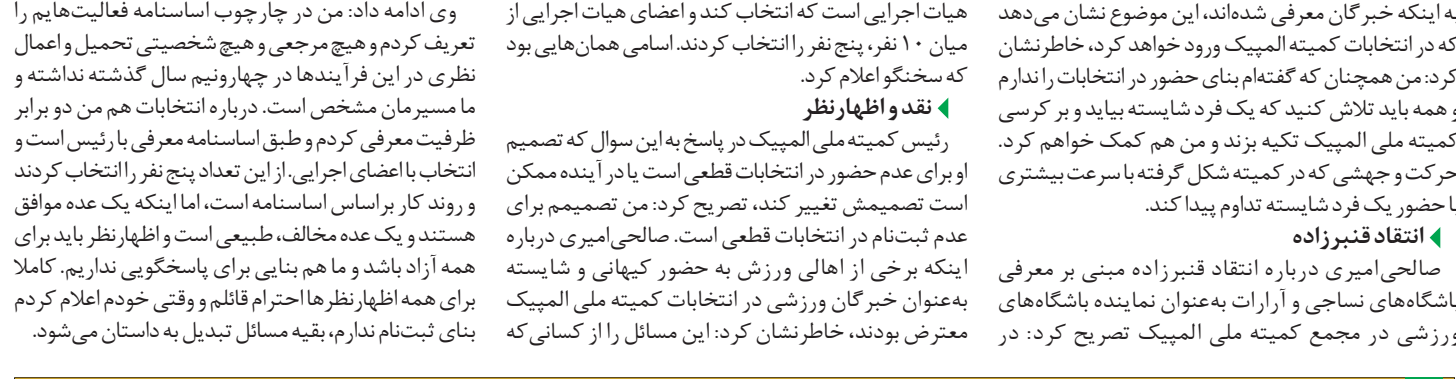 به اینکه خبرگان معرفی شده‌اند، این موضوع نشان می‌دهد
که در انتخابات کمیته المپیک ورود خواهد کرد، خاطرنشان
کرد: من همچنان که گفته‌ام بنای حضور در انتخابات را ندارم
و همه باید تلاش کنید که یک فرد شایسته بیاید و بر کرسی
کمیته ملی المپیک تکیه بزند و من هم کمک خواهم کرد.
حرکت و جهشی که در کمیته شکل گرفته با سرعت بیشتری
با حضور یک فرد شایسته تداوم پیدا کند.
انتقاد قنبرزاده
صالحی‌امیری درباره انتقاد قنبرزاده مبنی بر معرفی
باشگاه‌های نساجی و آرارات به‌عنوان نماینده باشگاه‌های
ورزشی در مجمع کمیته ملی المپیک تصریح کرد: در
هیات اجرایی است که انتخاب کند و اعضای هیات اجرایی از
میان ۱۰ نفر، پنج نفر را انتخاب کردند. اسامی همان‌هایی بود
که سخنگو اعلام کرد.
نقد و اظهارنظر
رئیس کمیته ملی المپیک در پاسخ به این سوال که تصمیم
او برای عدم حضور در انتخابات قطعی است یا در آینده ممکن
است تصمیمش تغییر کند، تصریح کرد: من تصمیمم برای
عدم ثبت‌نام در انتخابات قطعی است. صالحی‌امیری درباره
اینکه برخی از اهالی ورزش به حضور کیهانی و شایسته
به‌عنوان خبرگان ورزشی در انتخابات کمیته ملی المپیک
معترض بودند، خاطرنشان کرد: این مسائل را از کسانی که
وی ادامه داد: من در چارچوب اساسنامه فعالیت‌هایم را
تعریف کردم و هیچ مرجعی و هیچ شخصیتی تحمیل و اعمال
نظری در این فرآیندها در چهارونیم سال گذشته نداشته و
ما مسیرمان مشخص است. درباره انتخابات هم من دو برابر
ظرفیت معرفی کردم و طبق اساسنامه معرفی با رئیس است و
انتخاب با اعضای اجرایی. از این تعداد پنج نفر را انتخاب کردند
و روند کار براساس اساسنامه است، اما اینکه یک عده موافق
هستند و یک عده مخالف، طبیعی است و اظهارنظر باید برای
همه آزاد باشد و ما هم بنایی برای پاسخگویی نداریم. کاملا
برای همه اظهارنظرها احترام قائلم و وقتی خودم اعلام کردم
بنای ثبت‌نام ندارم، بقیه مسائل تبدیل به داستان می‌شود.